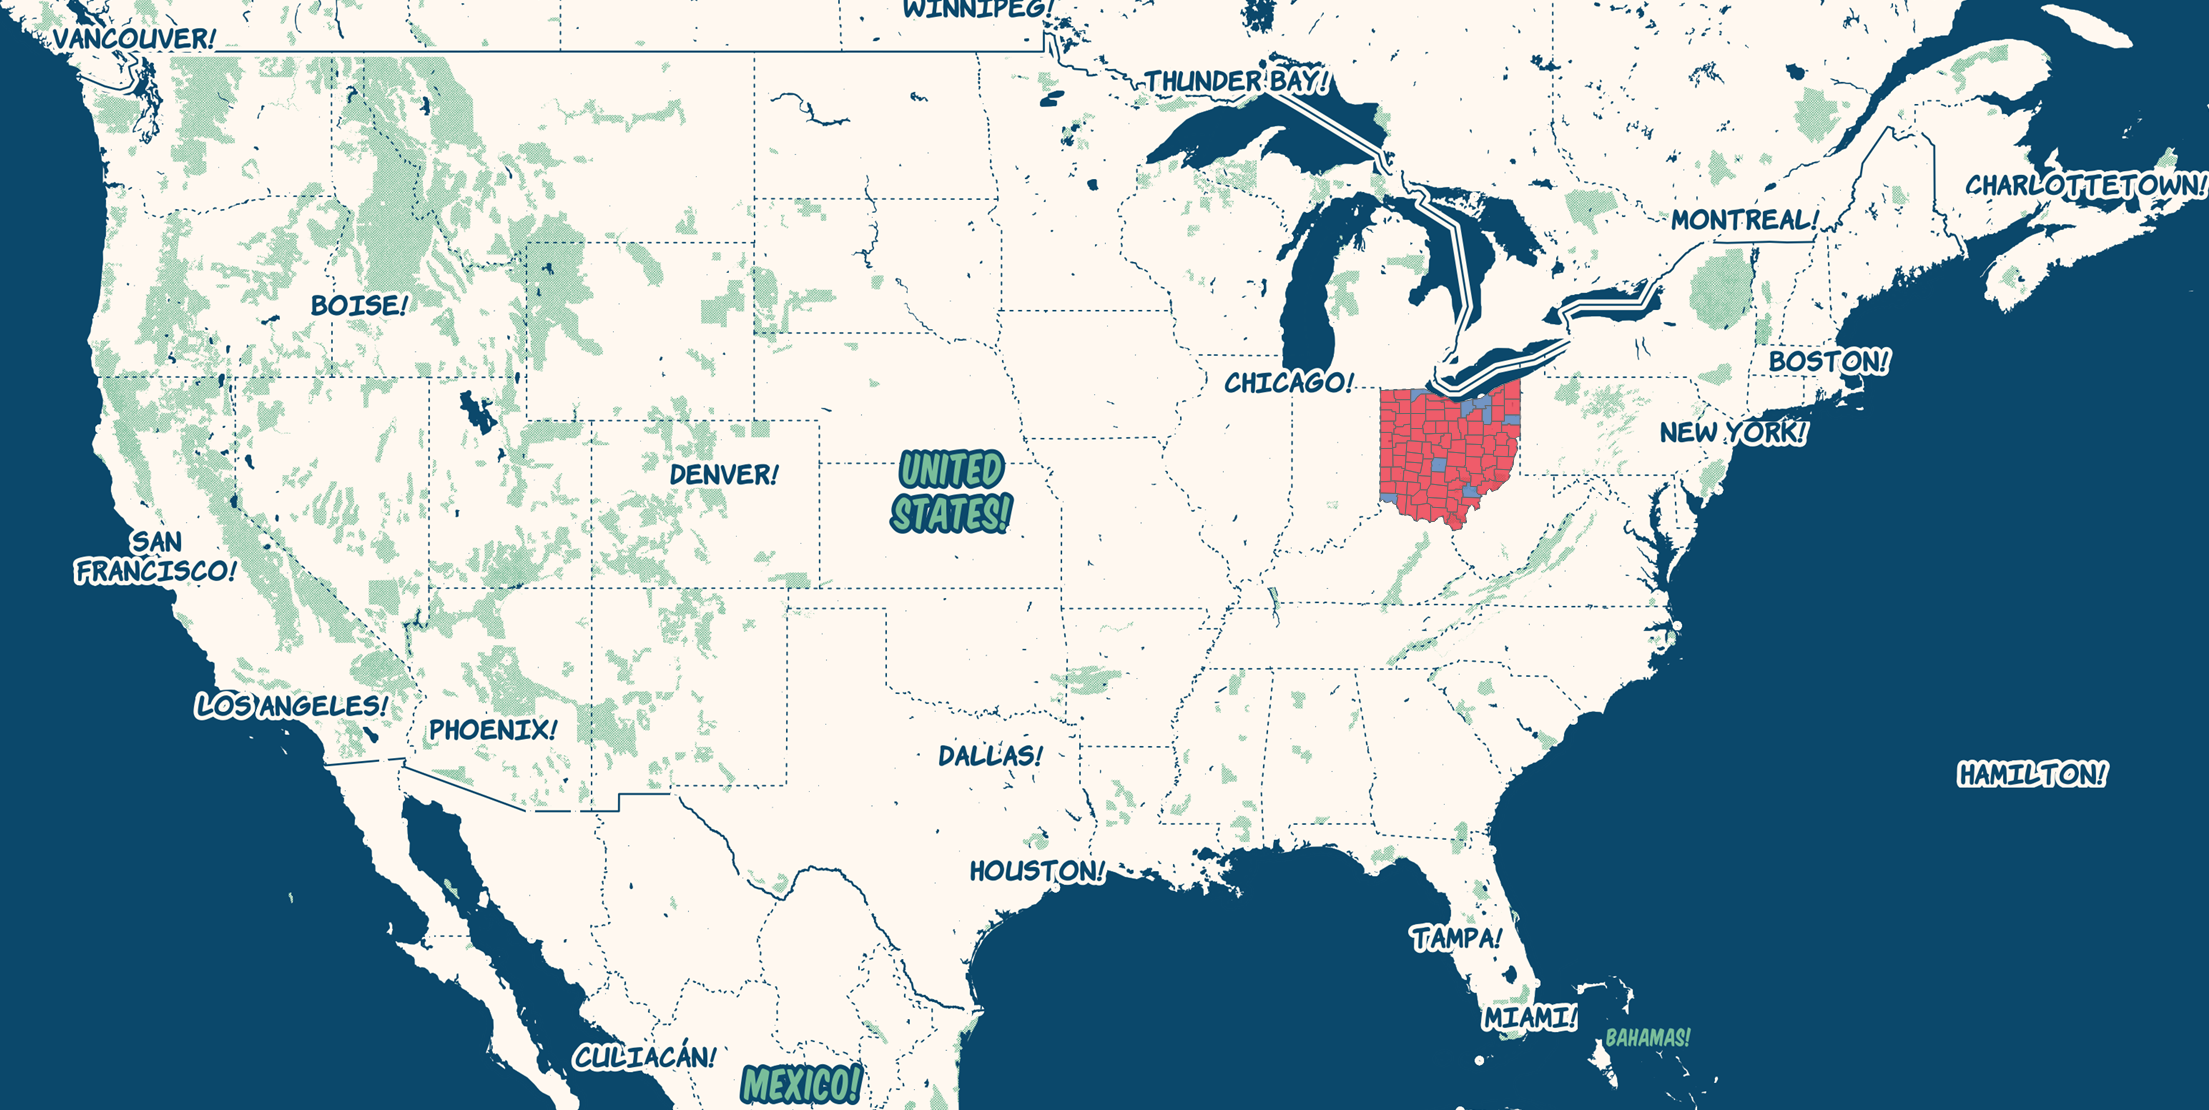 WINNIPEG!
VANCOUVER!
THUNDER BAY!
CHARLOTTETOWN!
MONTREAL!
BOISE!
BOSTON!
CHICAGO!
NEW YORK!
DENVER!
UNITED
STATES!
SAN
FRANCISCO!
LOS ANGELES!
PHOENIX!
DALLAS!
HAMILTON!
HOUSTON!
TAMPA!
MIAMI!
BAHAMAS!
CULIACÁN!
MEXICO!